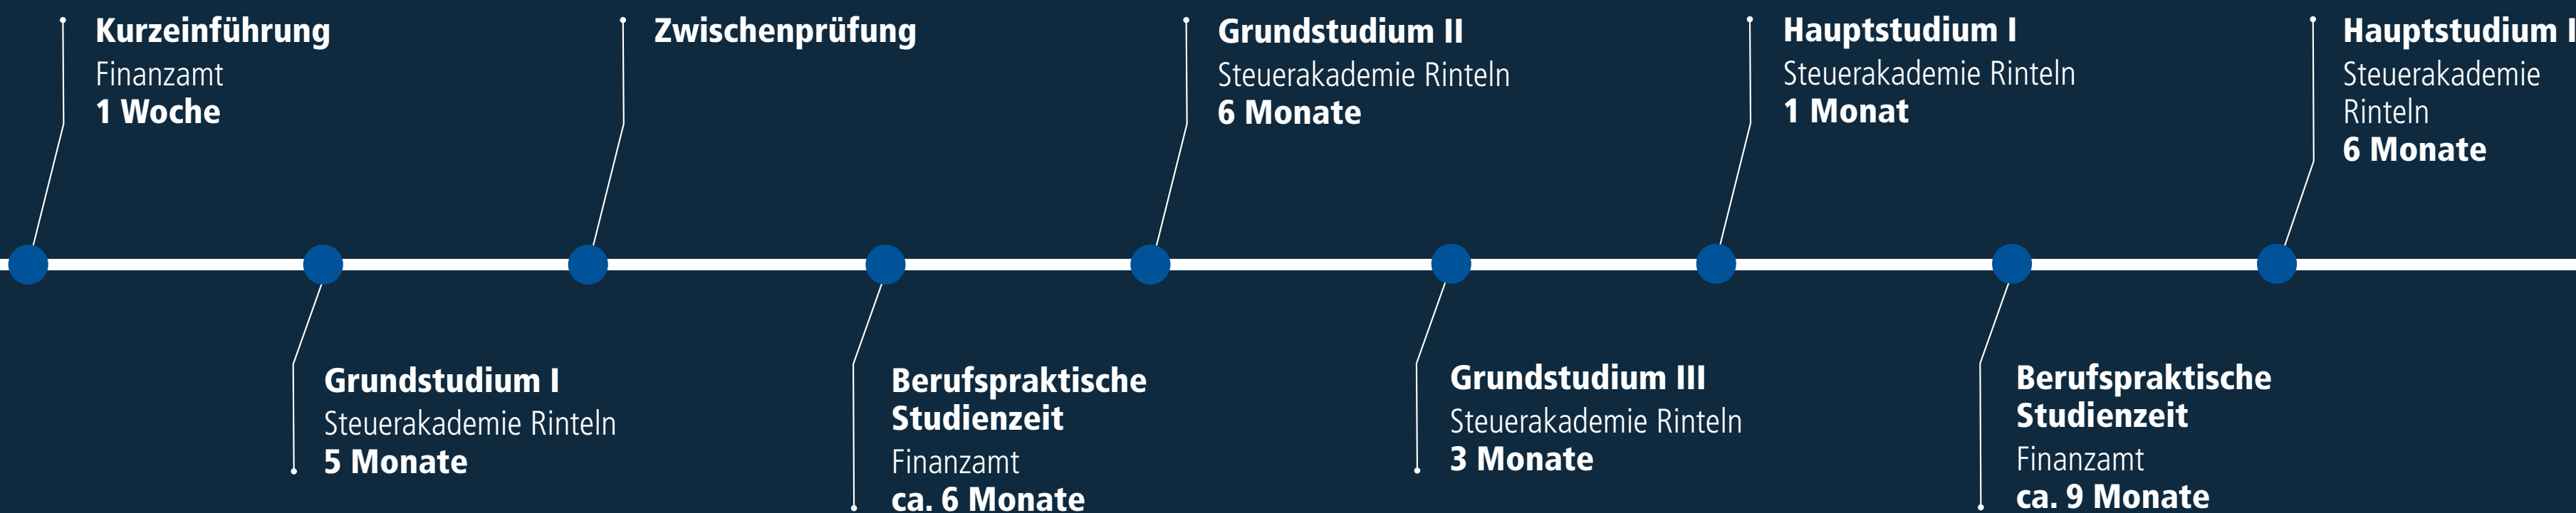 Kurzeinführung
Finanzamt
1 Woche
Grundstudium I
Steuerakademie Rinteln
5 Monate
Zwischenprüfung
Berufspraktische
Studienzeit
Finanzamt
ca. 6 Monate
Grundstudium II
Steuerakademie Rinteln
6 Monate
Grundstudium III
Steuerakademie Rinteln
3 Monate
Hauptstudium I
Steuerakademie Rinteln
1 Monat
Berufspraktische
Studienzeit
Finanzamt
ca. 9 Monate
Hauptstudium
Steuerakademie
Rinteln
6 Monate